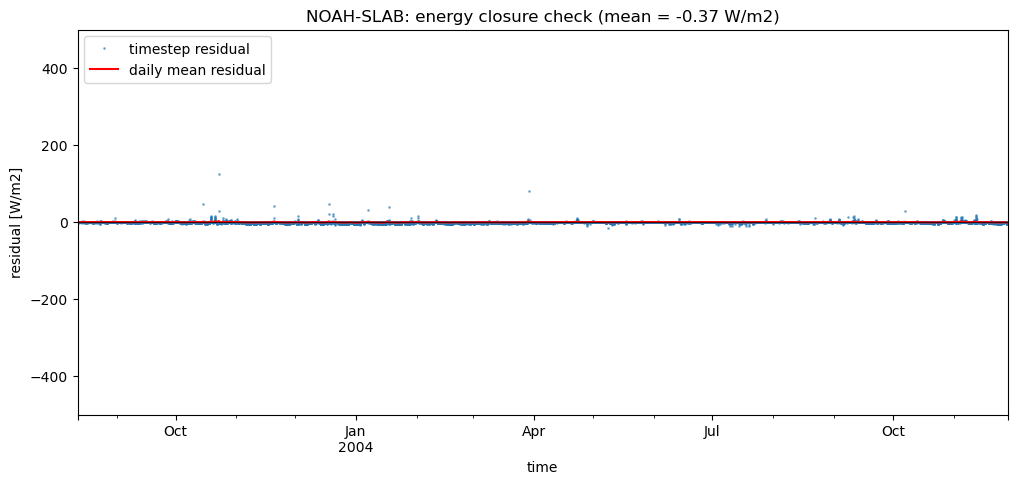 NOAH-SLAB: energy closure check (mean = -0.37 W/m2)
timestep residual
daily mean residual
residual [W/m2]
400
200
0
−200
−400
Oct
Jan
2004
Apr
Jul
Oct
time